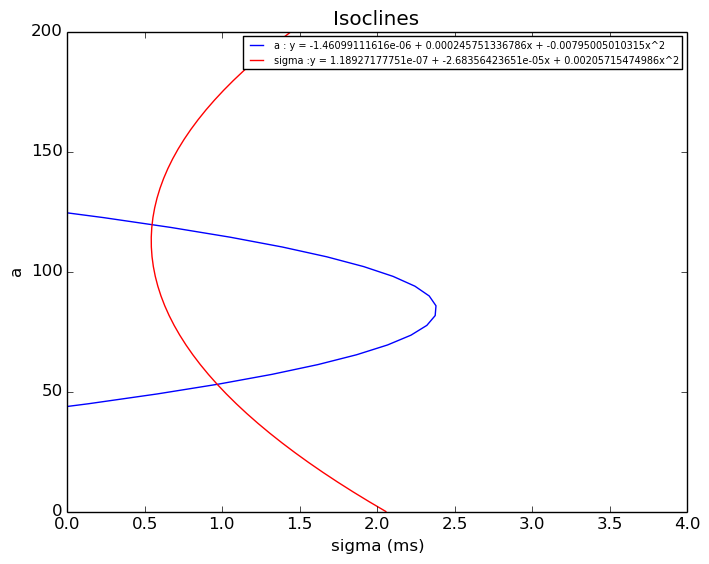 Isoclines
a : y = -1.46099111616e-06 + 0.000245751336786x + -0.00795005010315x^2
sigma :y = 1.18927177751e-07 + -2.68356423651e-05x + 0.00205715474986x^2
200
150
100
50
0
a
0.0 0.5 1.0 1.5 2.0 2.5 3.0 3.5 4.0
sigma (ms)